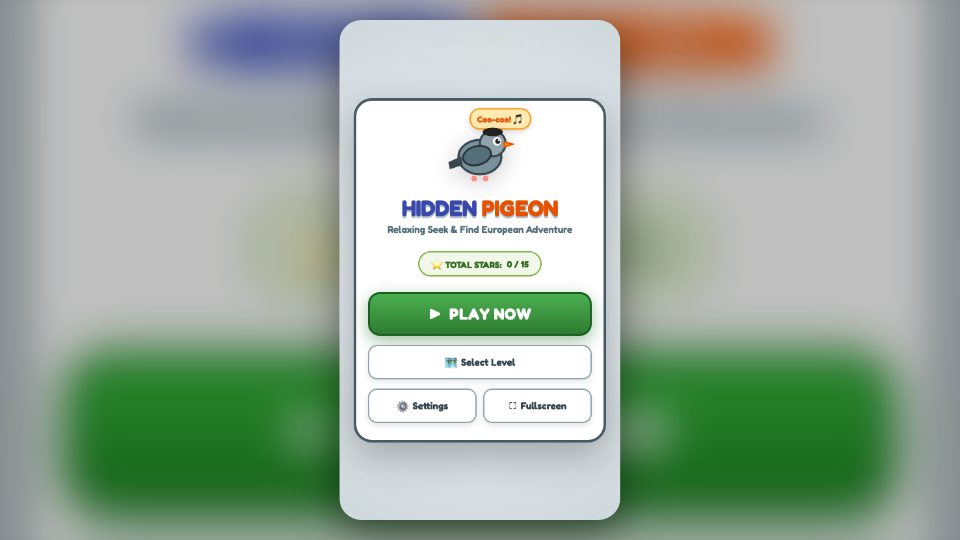 Coo-coo! 🎵
HIDDEN PIGEON
Relaxing Seek & Find European Adventure
⭐ TOTAL STARS: 0 / 15
▶ PLAY NOW
🗺️ Select Level
⚙️ Settings
⛶ Fullscreen